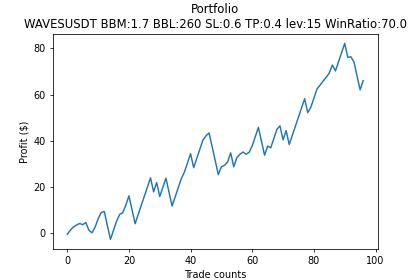 Portfolio
WAVESUSDT BBM:1.7 BBL:260 SL:0.6 TP:0.4 lev:15 WinRatio:70.0
Profit ($)
80
60
40
20
0
0 20 40 60 80 100
Trade counts